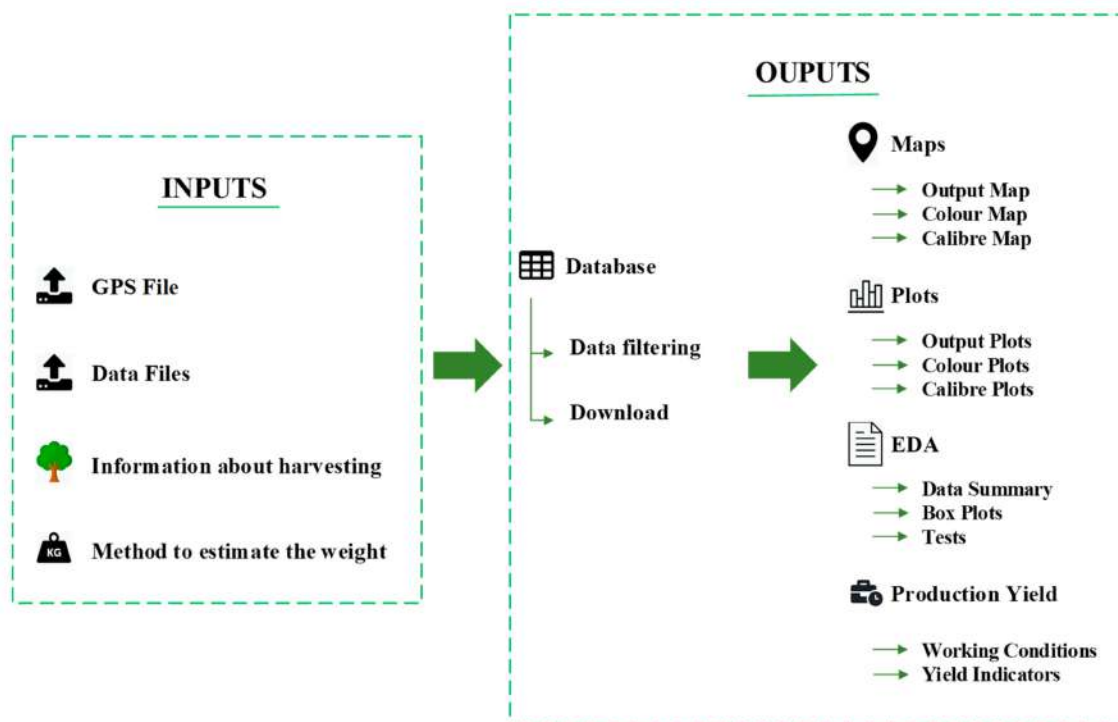 INPUTS
GPS File
Data Files
Information about harvesting
KG
Method to estimate the weight
OUPUTS
Database
Data filtering
Download
Maps
Output Map
Colour Map
Calibre Map
Plots
Output Plots
Colour Plots
Calibre Plots
EDA
Data Summary
Box Plots
Tests
Production Yield
Working Conditions
Yield Indicators